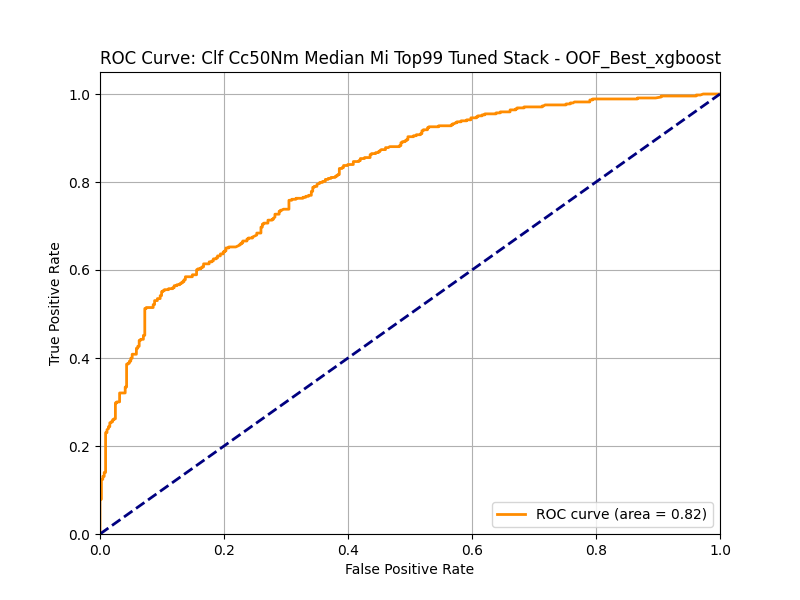 ROC Curve: Clf Cc50Nm Median Mi Top99 Tuned Stack - OOF_Best_xgboost
True Positive Rate
1.0
0.8
0.6
0.4
0.2
0.0
ROC curve (area = 0.82)
0.0 0.2 0.4 0.6 0.8 1.0
False Positive Rate